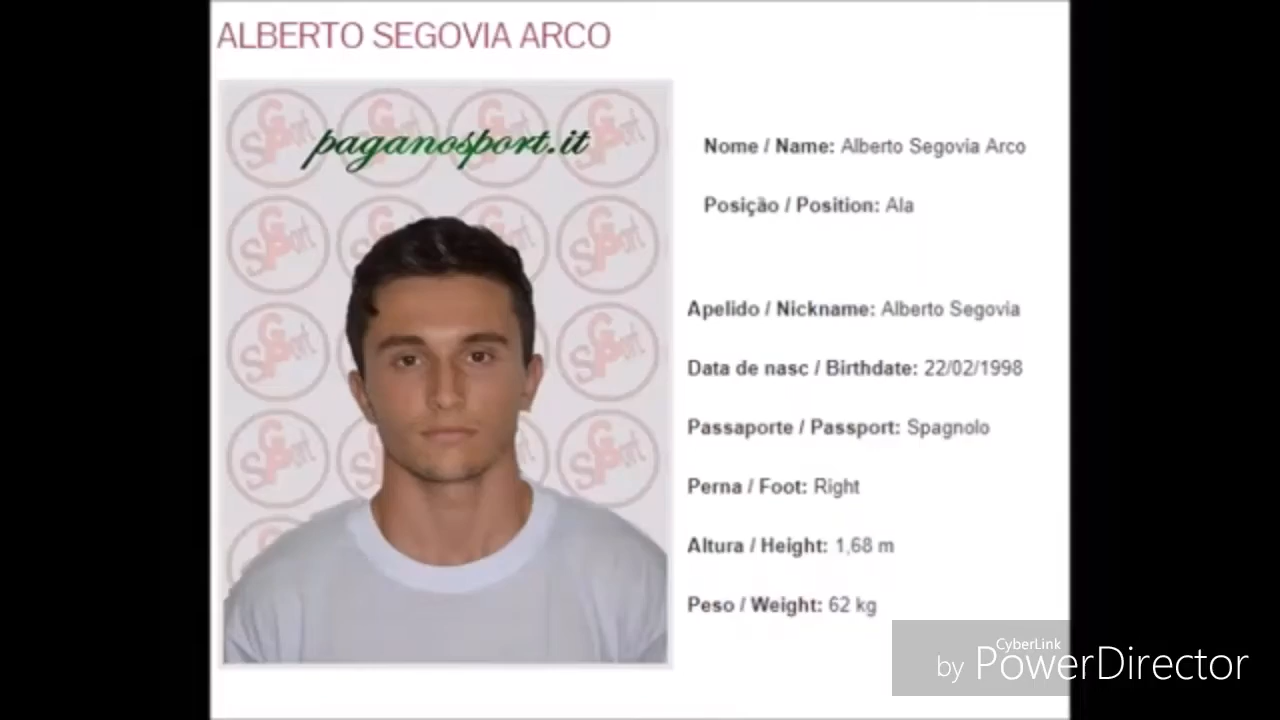 ALBERTO SEGOVIA ARCO
paganosport.it
Nome / Name: Alberto Segovia Arco
Posição / Position: Ala
Apelido / Nickname: Alberto Segovia
Data de nasc / Birthdate: 22/02/1998
Passaporte / Passport: Spagnolo
Perna / Foot: Right
Altura / Height: 1,68 m
Peso / Weight: 62 kg
CyberLink
by PowerDirector